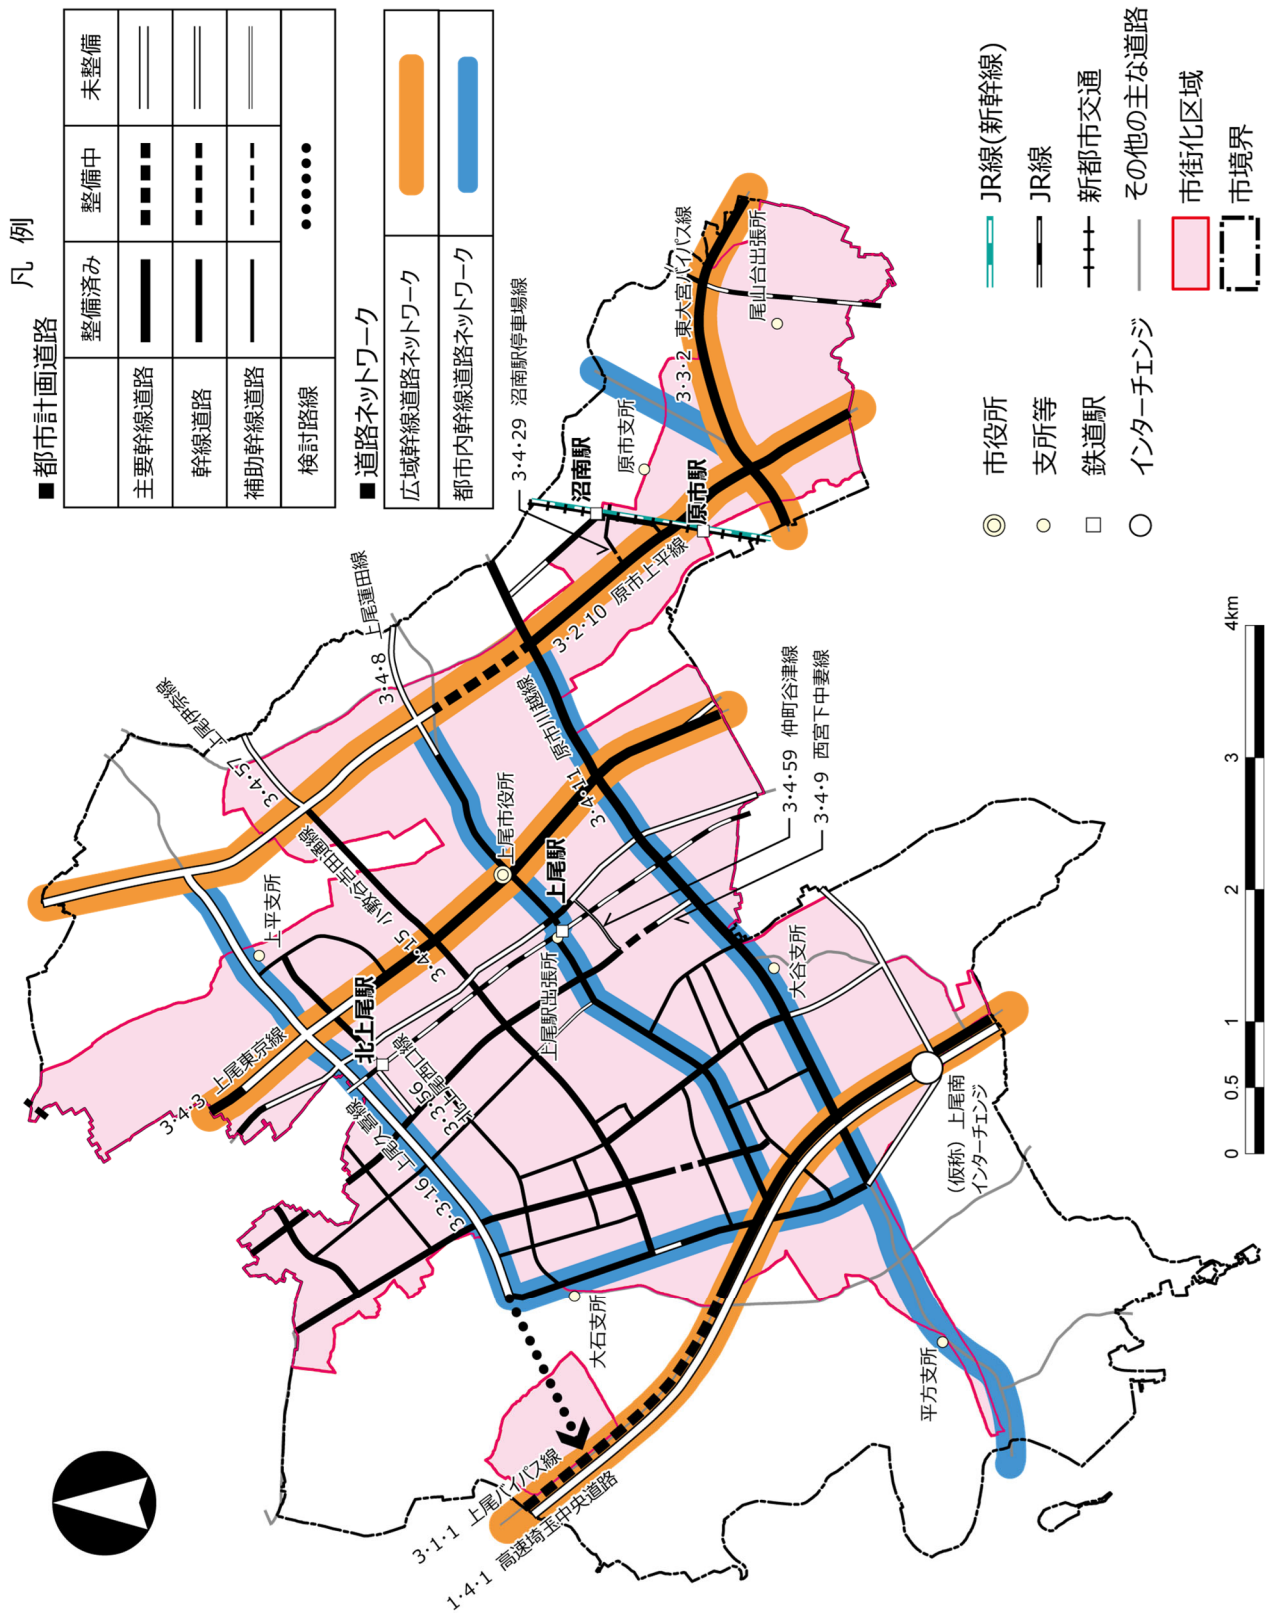 凡 例
■ 都市計画道路
整備済み 整備中 未整備
主要幹線道路
幹線道路
補助幹線道路
検討路線
■ 道路ネットワーク
広域幹線道路ネットワーク
都市内幹線道路ネットワーク
3・1・1 上尾バイパス線
1・4・1 高速埼玉中央道路
3・4・3 上尾東京線
3・3・16 上尾久喜線
3・3・56
北上尾西口線
北上尾駅
上平支所
3・4・15 小敷谷吉田通線
3・4・57 上尾伊奈線
3・4・8 上尾蓮田線
上尾市役所
上尾駅
上尾駅出張所
大石支所
平方支所
大谷支所
(仮称) 上尾南
インターチェンジ
3・4・11 原市川越線
3・4・59 仲町谷津線
3・4・9 西宮下中妻線
3・2・10 原市上平線
3・4・29 沼南駅停車場線
沼南駅
原市支所
原市駅
3・3・2 東大宮バイパス線
尾山台出張所
市役所
支所等
鉄道駅
インターチェンジ
JR線(新幹線)
JR線
新都市交通
その他の主な道路
市街化区域
市境界
0 0.5 1 2 3 4km